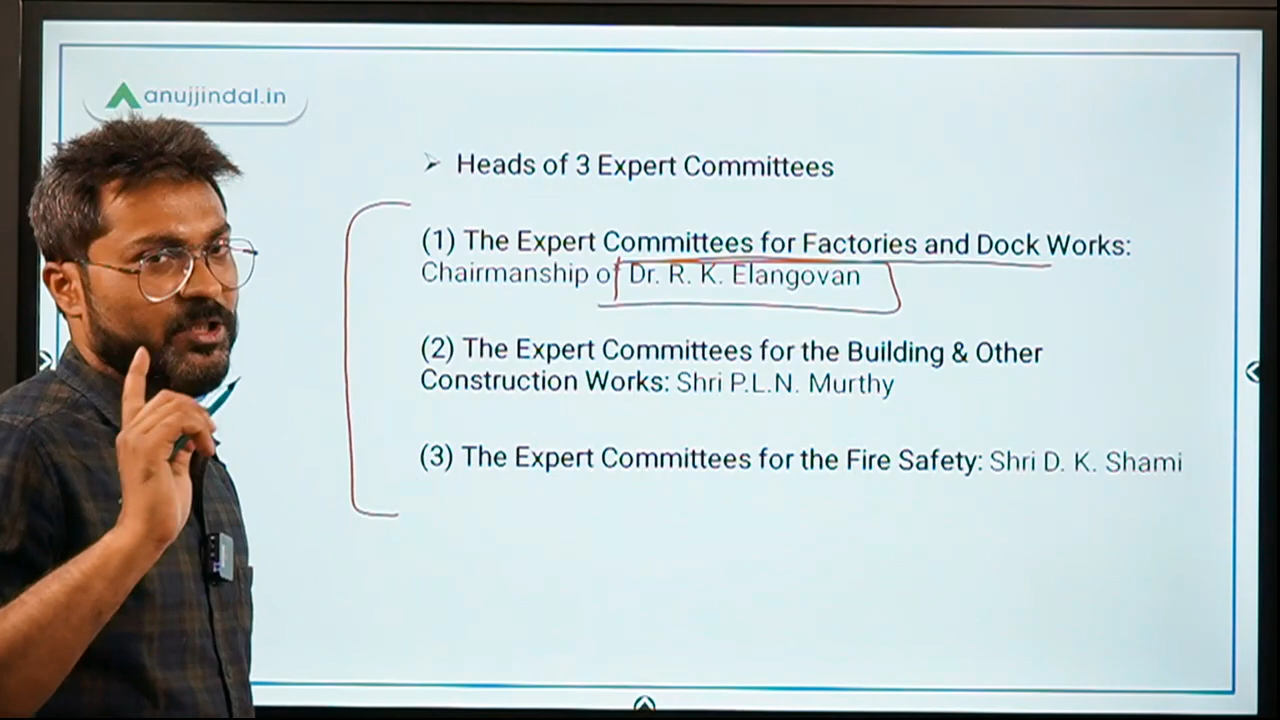 anujjindal.in
➢ Heads of 3 Expert Committees
(1) The Expert Committees for Factories and Dock Works:
Chairmanship of Dr. R. K. Elangovan
(2) The Expert Committees for the Building & Other
Construction Works: Shri P.L.N. Murthy
(3) The Expert Committees for the Fire Safety: Shri D. K. Shami